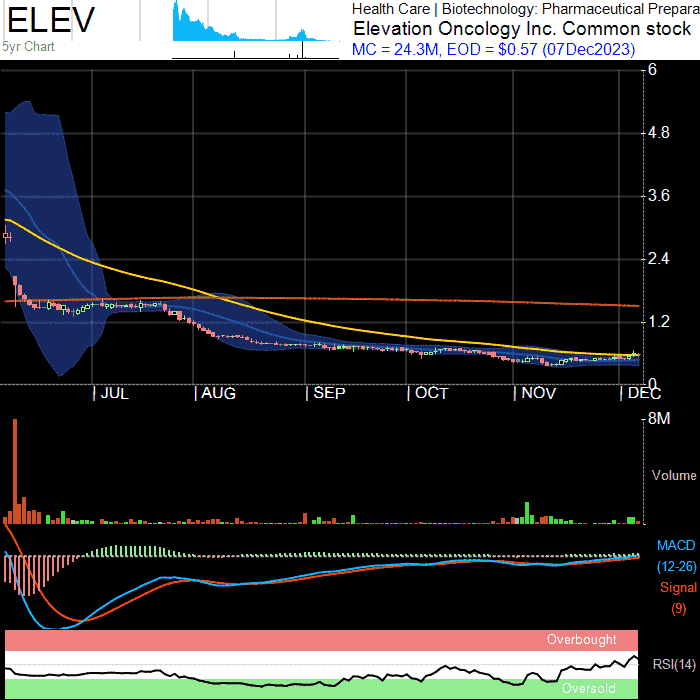 ELEV
5yr Chart
Health Care | Biotechnology: Pharmaceutical Prepara
Elevation Oncology Inc. Common stock
MC = 24.3M, EOD = $0.57 (07Dec2023)
6
4.8
3.6
2.4
1.2
0
JUL
AUG
SEP
OCT
NOV
DEC
8M
Volume
MACD
(12-26)
Signal
(9)
Overbought
RSI(14)
Oversold